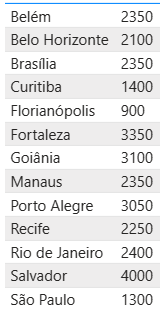 Belém 2350
Belo Horizonte 2100
Brasília 2350
Curitiba 1400
Florianópolis 900
Fortaleza 3350
Goiânia 3100
Manaus 2350
Porto Alegre 3050
Recife 2250
Rio de Janeiro 2400
Salvador 4000
São Paulo 1300